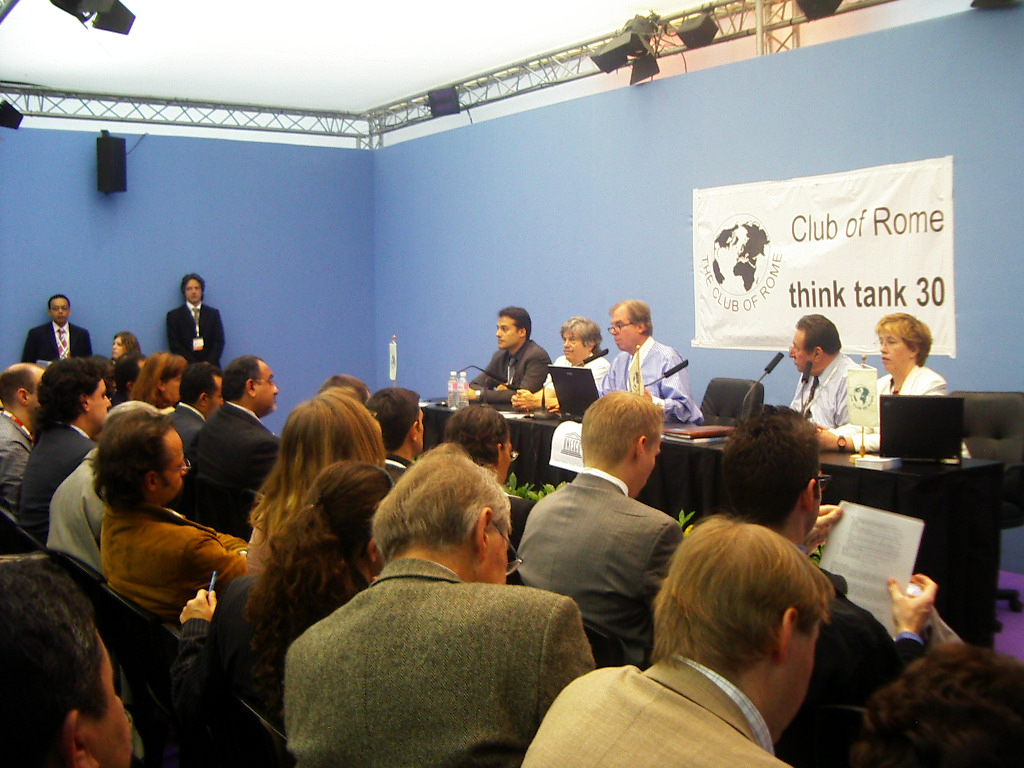 Club of Rome
THE CLUB OF ROME
think tank 30